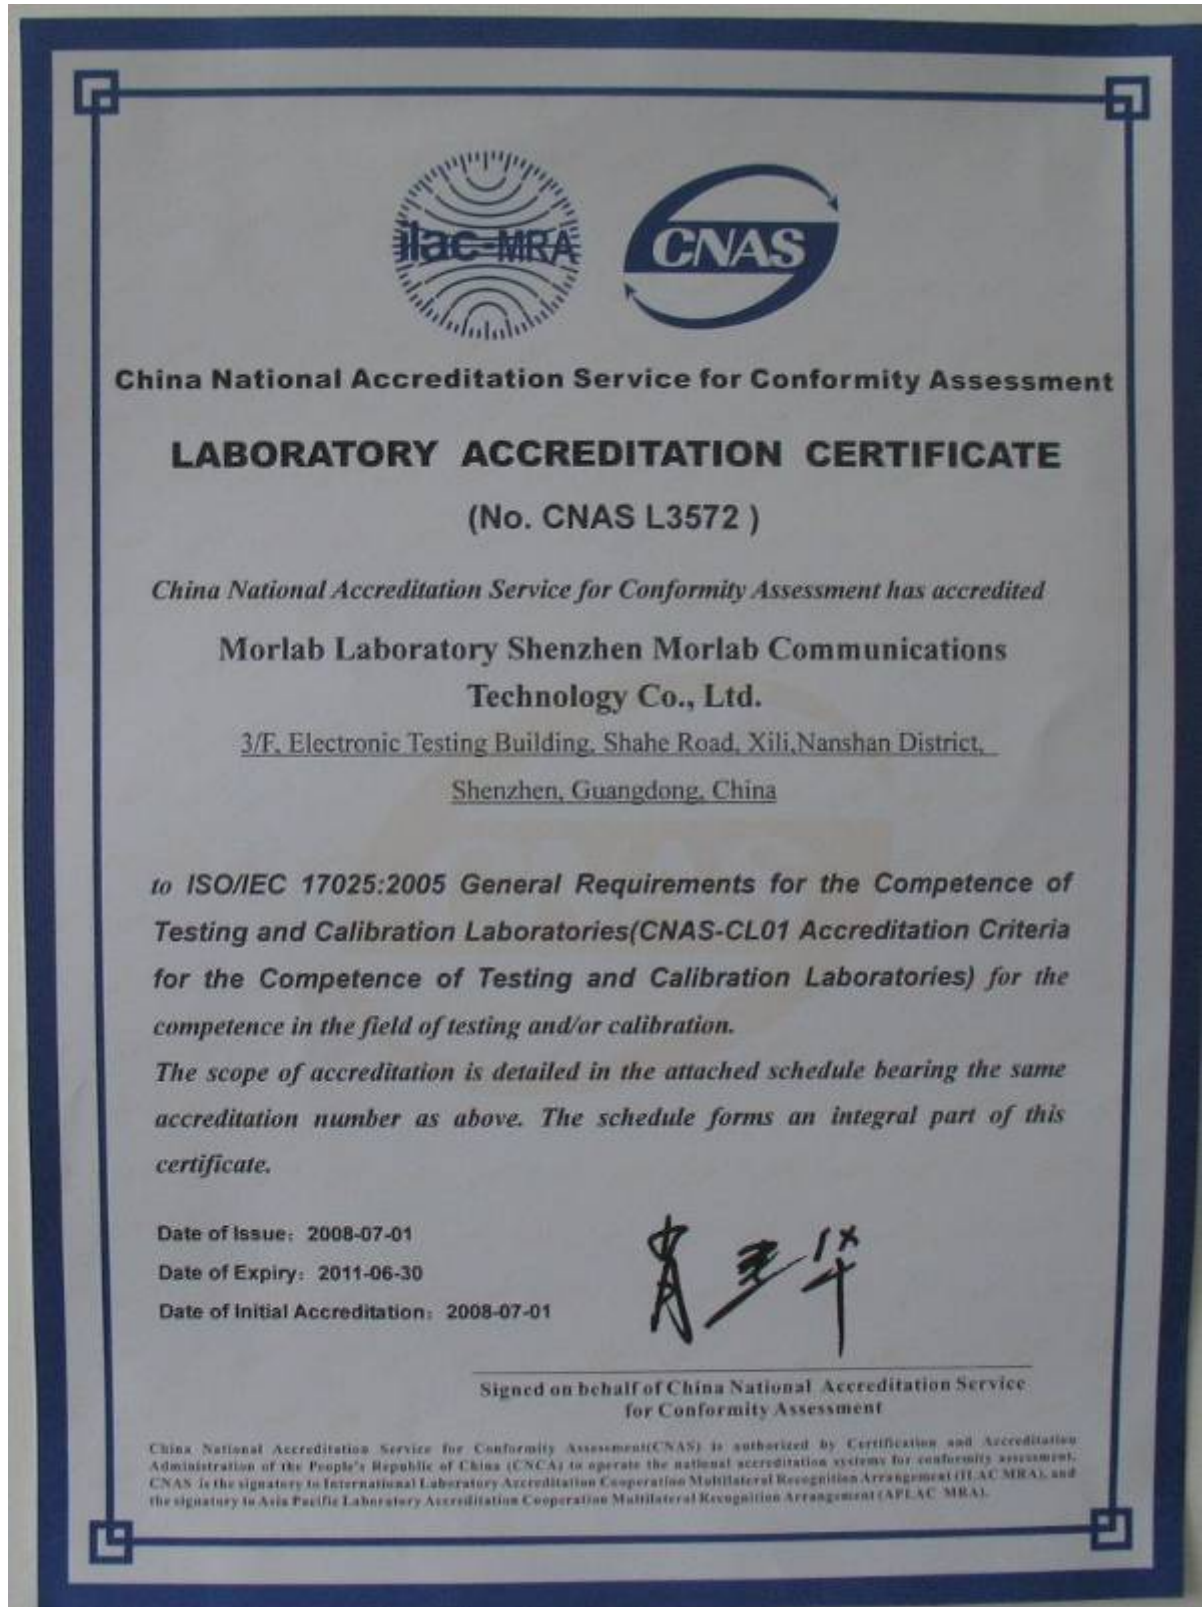 ilac-MRA
CNAS
China National Accreditation Service for Conformity Assessment
LABORATORY ACCREDITATION CERTIFICATE
(No. CNAS L3572 )
China National Accreditation Service for Conformity Assessment has accredited
Morlab Laboratory Shenzhen Morlab Communications
Technology Co., Ltd.
3/F, Electronic Testing Building, Shahe Road, Xili,Nanshan District,
Shenzhen, Guangdong, China
to ISO/IEC 17025:2005 General Requirements for the Competence of
Testing and Calibration Laboratories(CNAS-CL01 Accreditation Criteria
for the Competence of Testing and Calibration Laboratories) for the
competence in the field of testing and/or calibration.
The scope of accreditation is detailed in the attached schedule bearing the same
accreditation number as above. The schedule forms an integral part of this
certificate.
Date of Issue: 2008-07-01
Date of Expiry: 2011-06-30
Date of Initial Accreditation: 2008-07-01
Signed on behalf of China National Accreditation Service
for Conformity Assessment
China National Accreditation Service for Conformity Assessment(CNAS) is authorized by Certification and Accreditation
Administration of the People's Republic of China (CNCA) to operate the national accreditation systems for conformity assessment.
CNAS is the signatory to International Laboratory Accreditation Cooperation Multilateral Recognition Arrangement (ILAC MRA), and
the signatory to Asia Pacific Laboratory Accreditation Cooperation Multilateral Recognition Arrangement (APLAC MRA).